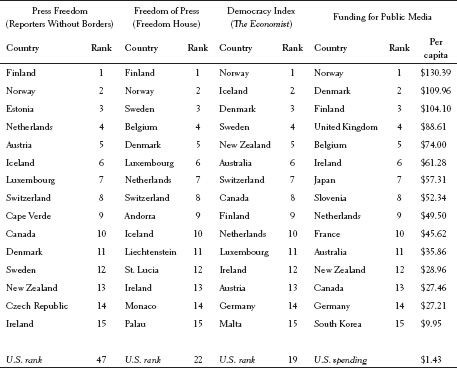 Press Freedom Freedom of Press Democracy Index Funding for Public Media
(Reporters Without Borders) (Freedom House) (The Economist)
Country Rank Country Rank Country Rank Country Rank Per capita
Finland 1 Finland 1 Norway 1 Norway 1 $130.39
Norway 2 Norway 2 Iceland 2 Denmark 2 $109.96
Estonia 3 Sweden 3 Denmark 3 Finland 3 $104.10
Netherlands 4 Belgium 4 Sweden 4 United Kingdom 4 $88.61
Austria 5 Denmark 5 New Zealand 5 Belgium 5 $74.00
Iceland 6 Luxembourg 6 Australia 6 Ireland 6 $61.28
Luxembourg 7 Netherlands 7 Switzerland 7 Japan 7 $57.31
Switzerland 8 Switzerland 8 Canada 8 Slovenia 8 $52.34
Cape Verde 9 Andorra 9 Finland 9 Netherlands 9 $49.50
Canada 10 Iceland 10 Netherlands 10 France 10 $45.62
Denmark 11 Liechtenstein 11 Luxembourg 11 Australia 11 $35.86
Sweden 12 St. Lucia 12 Ireland 12 New Zealand 12 $28.96
New Zealand 13 Ireland 13 Austria 13 Canada 13 $27.46
Czech Republic 14 Monaco 14 Germany 14 Germany 14 $27.21
Ireland 15 Palau 15 Malta 15 South Korea 15 $9.95
U.S. rank 47 U.S. rank 22 U.S. rank 19 U.S. spending $1.43